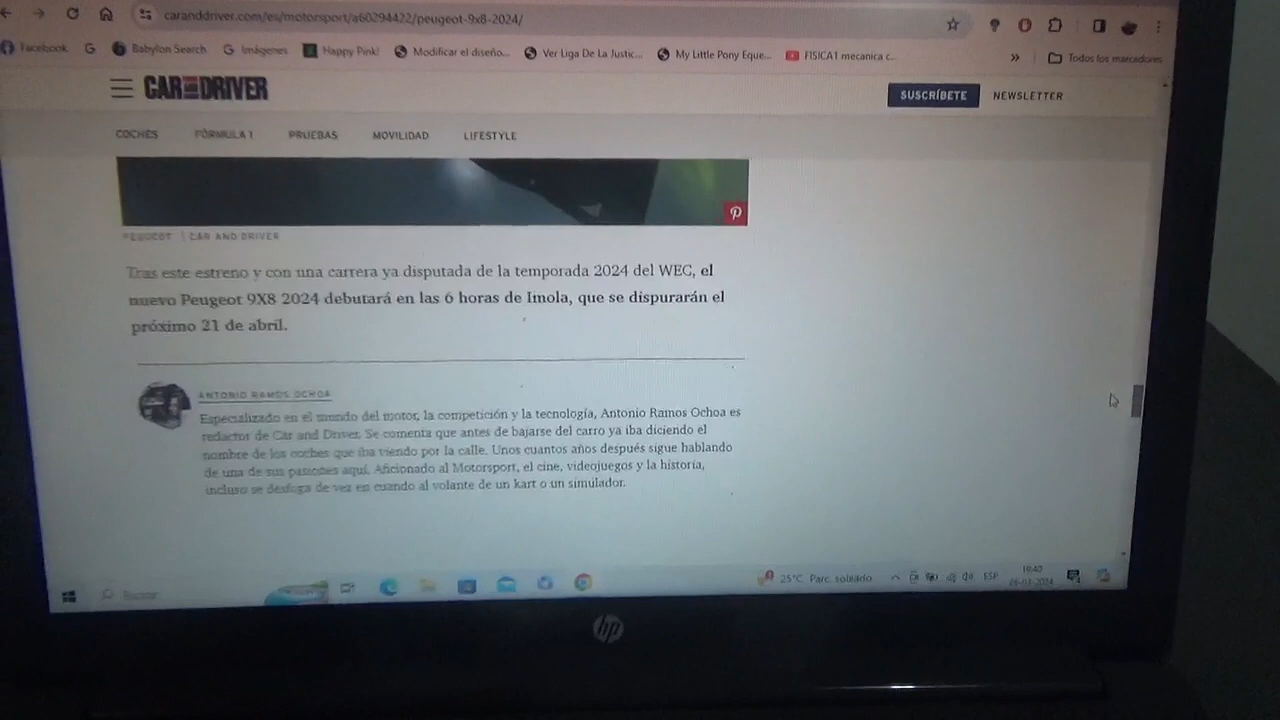 caranddriver.com/es/motorsport/a60294422/peugeot-9x8-2024/
Facebook G Babylon Search G Imágenes Happy Pink! Modificar el diseño... Ver Liga De La Justic... My Little Pony Eque... FISICA1 mecanica c... » Todos los marcadores
CAR AND DRIVER SUSCRÍBETE NEWSLETTER
COCHES FÓRMULA 1 PRUEBAS MOVILIDAD LIFESTYLE
PEUGEOT | CAR AND DRIVER
Tras este estreno y con una carrera ya disputada de la temporada 2024 del WEC, el
nuevo Peugeot 9X8 2024 debutará en las 6 horas de Imola, que se dispurarán el
próximo 21 de abril.
ANTONIO RAMOS OCHOA
Especializado en el mundo del motor, la competición y la tecnología, Antonio Ramos Ochoa es
redactor de Car and Driver. Se comenta que antes de bajarse del carro ya iba diciendo el
nombre de los coches que iba viendo por la calle. Unos cuantos años después sigue hablando
de una de sus pasiones aquí. Aficionado al Motorsport, el cine, videojuegos y la historia,
incluso se desfoga de vez en cuando al volante de un kart o un simulador.
Buscar 25°C Parc. soleado ESP
hp